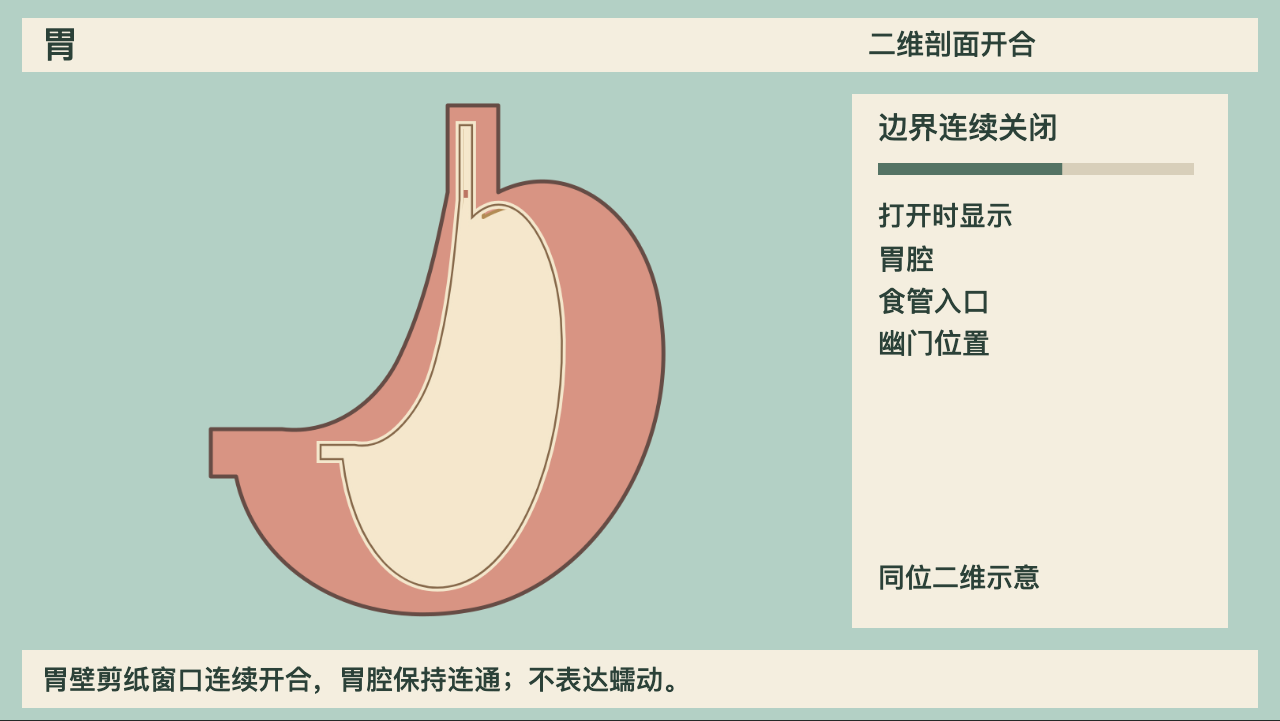 胃
二维剖面开合
边界连续关闭
打开时显示
胃腔
食管入口
幽门位置
同位二维示意
胃壁剪纸窗口连续开合，胃腔保持连通；不表达蠕动。